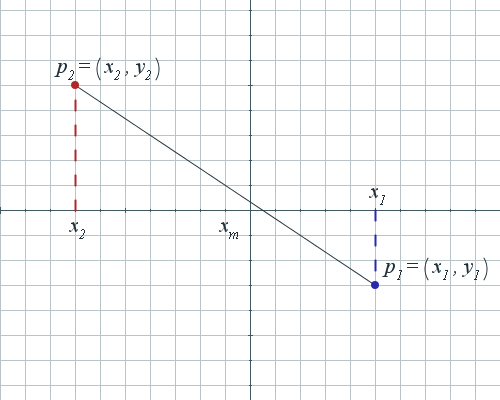 p₂ = (x₂, y₂)
x₁
x₂
xₘ
p₁ = (x₁, y₁)